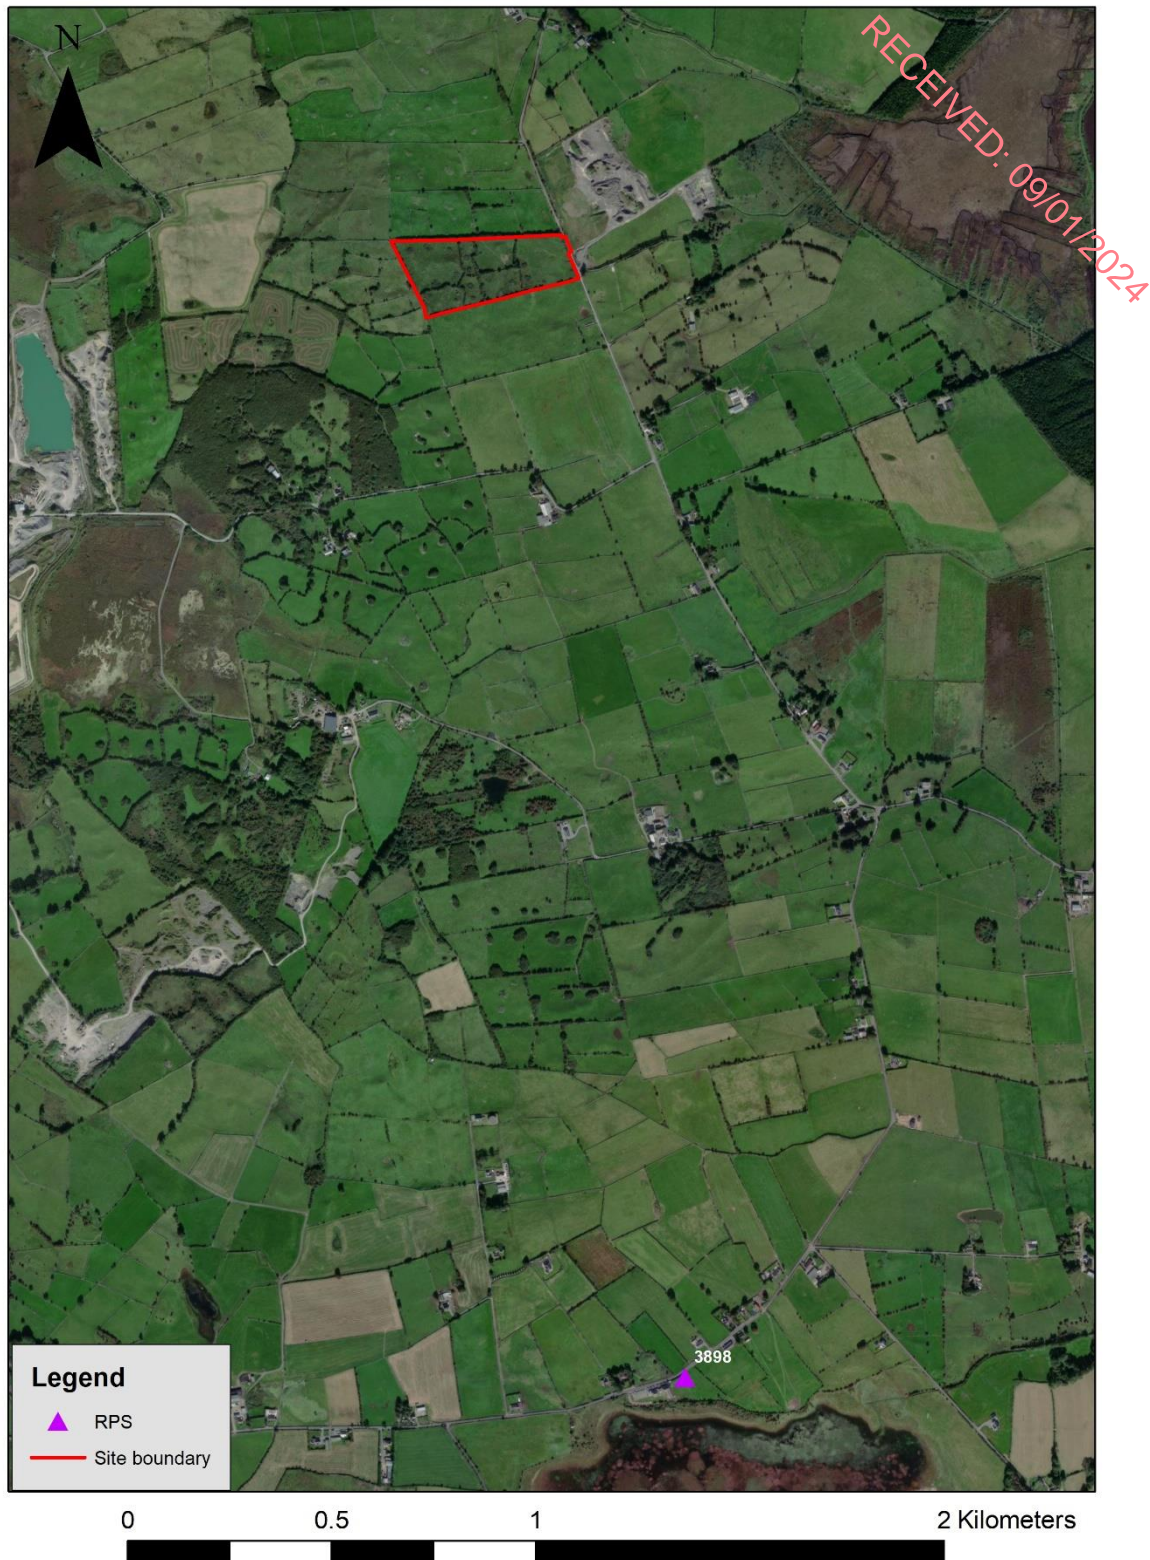 N
RECEIVED: 09/01/2024
3898
Legend
RPS
Site boundary
0 0.5 1 2 Kilometers